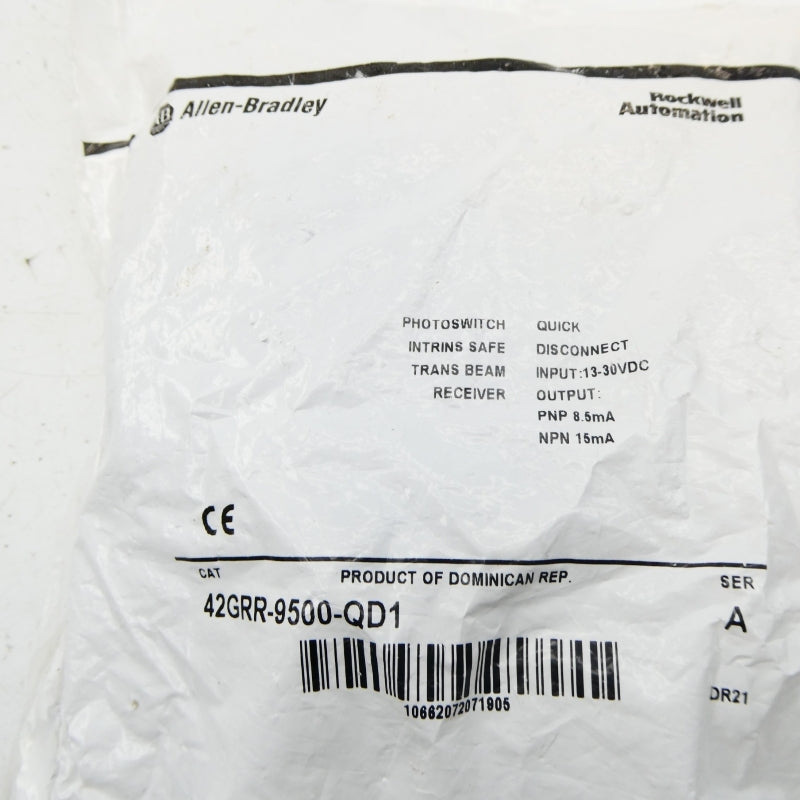 AB Allen-Bradley
Rockwell
Automation
PHOTOSWITCH
INTRINS SAFE
TRANS BEAM
RECEIVER
QUICK
DISCONNECT
INPUT:13-30VDC
OUTPUT:
PNP 8.5mA
NPN 15mA
CE
CAT
PRODUCT OF DOMINICAN REP.
SER
42GRR-9500-QD1
A
10662072071905
DR21